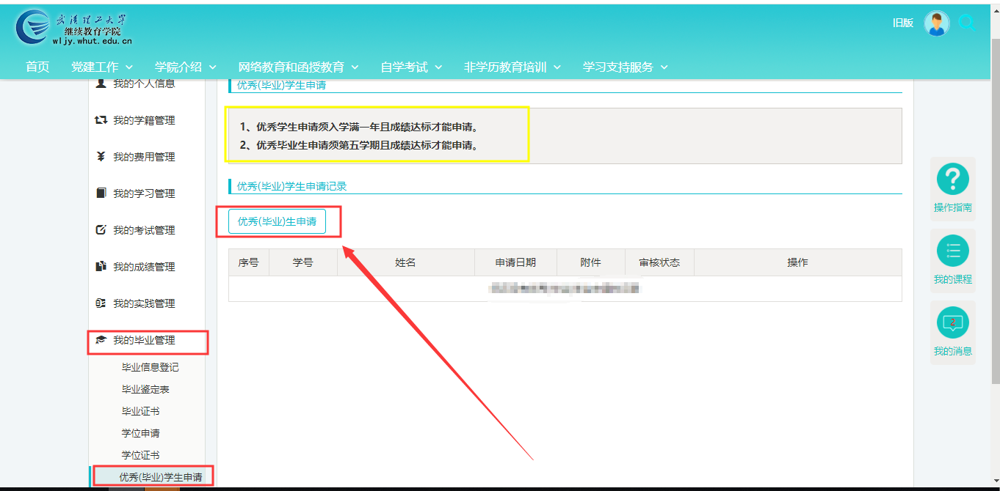 武汉理工大学
继续教育学院
wljy.whut.edu.cn
旧版
首页 党建工作 学院介绍 网络教育和函授教育 自学考试 非学历教育培训 学习支持服务
我的个人信息
我的学籍管理
我的费用管理
我的学习管理
我的考试管理
我的成绩管理
我的实践管理
我的毕业管理
毕业信息登记
毕业鉴定表
毕业证书
学位申请
学位证书
优秀(毕业)学生申请
优秀(毕业)学生申请
1、优秀学生申请须入学满一年且成绩达标才能申请。
2、优秀毕业生申请须第五学期且成绩达标才能申请。
优秀(毕业)学生申请记录
优秀(毕业)生申请
序号 学号 姓名 申请日期 附件 审核状态 操作
操作指南
我的课程
2
我的消息